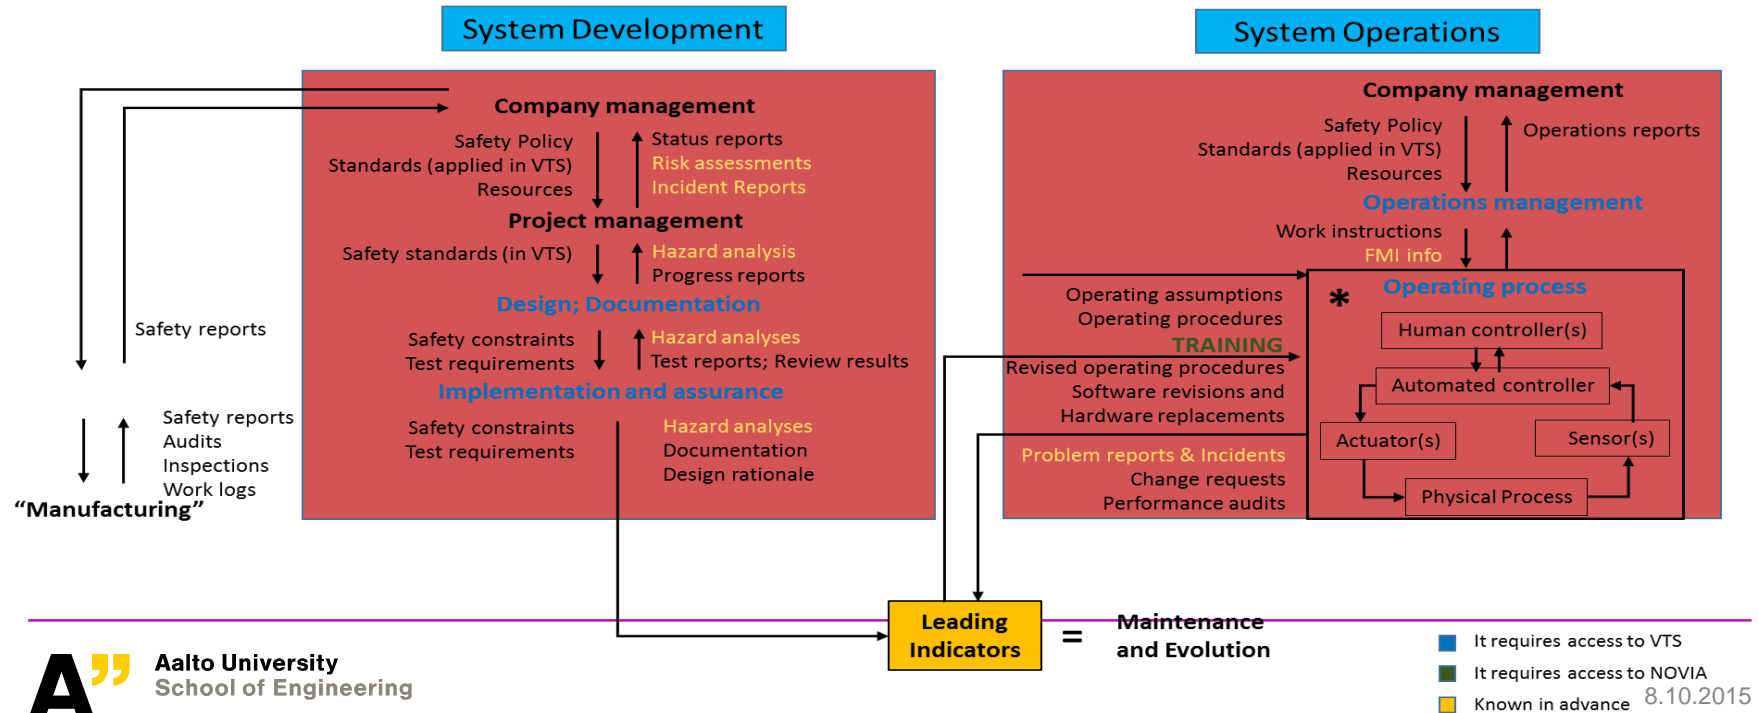 System Development
Company management
Safety Policy
Standards (applied in VTS)
Resources
Status reports
Risk assessments
Incident Reports
Project management
Safety standards (in VTS)
Hazard analysis
Progress reports
Design; Documentation
Safety constraints
Test requirements
Hazard analyses
Test reports; Review results
Implementation and assurance
Safety constraints
Test requirements
Hazard analyses
Documentation
Design rationale
Safety reports
Safety reports
Audits
Inspections
Work logs
“Manufacturing”
System Operations
Company management
Safety Policy
Standards (applied in VTS)
Resources
Operations reports
Operations management
Work instructions
FMI info
Operating assumptions
Operating procedures
TRAINING
Revised operating procedures
Software revisions and
Hardware replacements
Problem reports & Incidents
Change requests
Performance audits
* Operating process
Human controller(s)
Automated controller
Actuator(s)
Sensor(s)
Physical Process
Leading
Indicators
=
Maintenance
and Evolution
A”
Aalto University
School of Engineering
It requires access to VTS
It requires access to NOVIA
Known in advance
8.10.2015